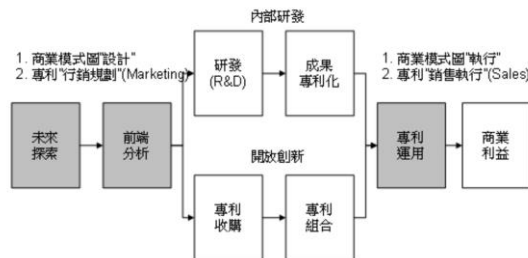 內部研發
1. 商業模式圖"設計"
2. 專利"行銷規劃"(Marketing)
研發
(R&D)
成果
專利化
1. 商業模式圖"執行"
2. 專利"銷售執行"(Sales)
未來
探索
前端
分析
開放創新
專利
收購
專利
組合
專利
運用
商業
利益